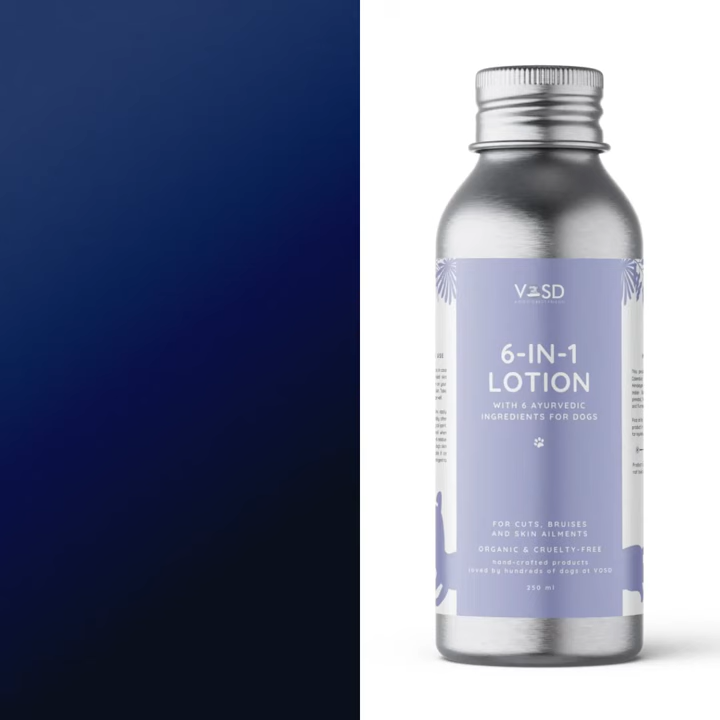 VOSD
6-IN-1
LOTION
WITH 6 AYURVEDIC
INGREDIENTS FOR DOGS
FOR CUTS, BRUISES
AND SKIN AILMENTS
ORGANIC & CRUELTY-FREE
hand-crafted products
loved by hundreds of dogs at VOSD
250 ml